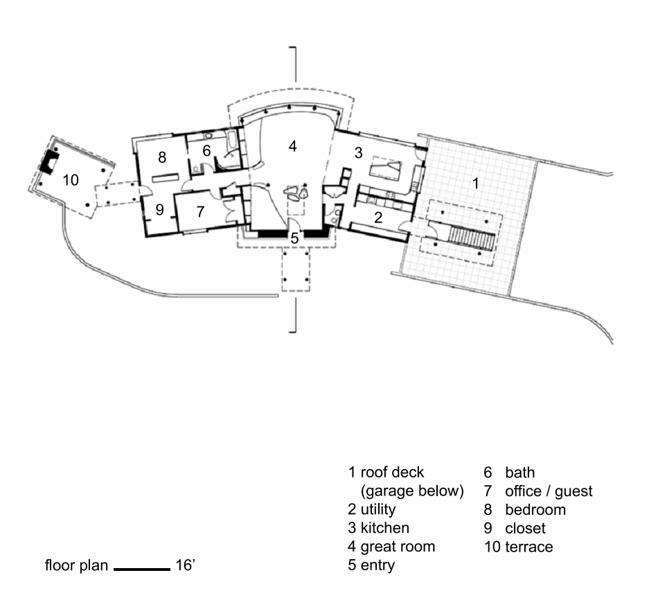 8
6
4
3
1
10
9
7
2
5
1 roof deck
(garage below)
2 utility
3 kitchen
4 great room
5 entry
6 bath
7 office / guest
8 bedroom
9 closet
10 terrace
floor plan 16’